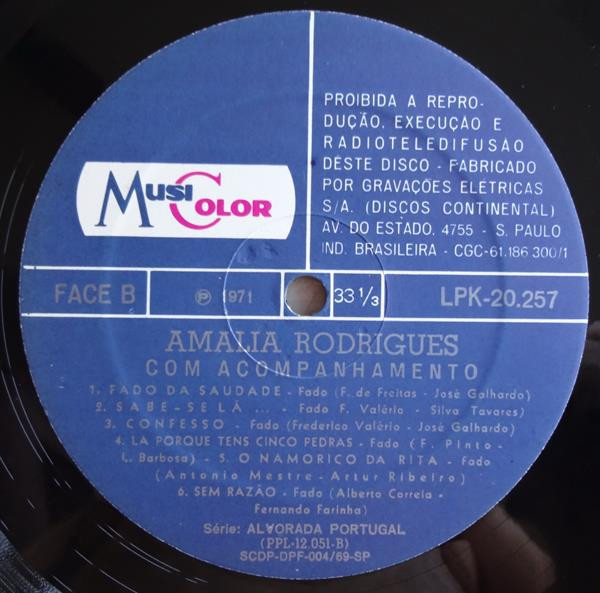 PROIBIDA A REPRO-
DUÇÃO, EXECUÇAO E
RADIOTELEDIFUSÃO
DESTE DISCO - FABRICADO
POR GRAVAÇÕES ELÉTRICAS
S/A. (DISCOS CONTINENTAL)
AV. DO ESTADO, 4755 - S. PAULO
IND. BRASILEIRA - CGC-61.186.300/1
MUSICOLOR
FACE B ℗ 1971 33 1/3 LPK-20.257
AMALIA RODRIGUES
COM ACOMPANHAMENTO
1. FADO DA SAUDADE - Fado (F. de Freitas - José Galhardo)
2. SABE-SE LÁ ... - Fado F. Valério - Silva Tavares)
3. CONFESSO - Fado (Frederico Valério - José Galhardo)
4. LA PORQUE TENS CINCO PEDRAS - Fado (F. Pinto-
L. Barbosa) - 5. O NAMORICO DA RITA - Fado
(Antonio Mestre - Artur Ribeiro)
6. SEM RAZÃO - Fado (Alberto Correia -
Fernando Farinha)
Série: ALVORADA PORTUGAL
(PPL-12.051-B)
SCDP-DPF-004/69-SP